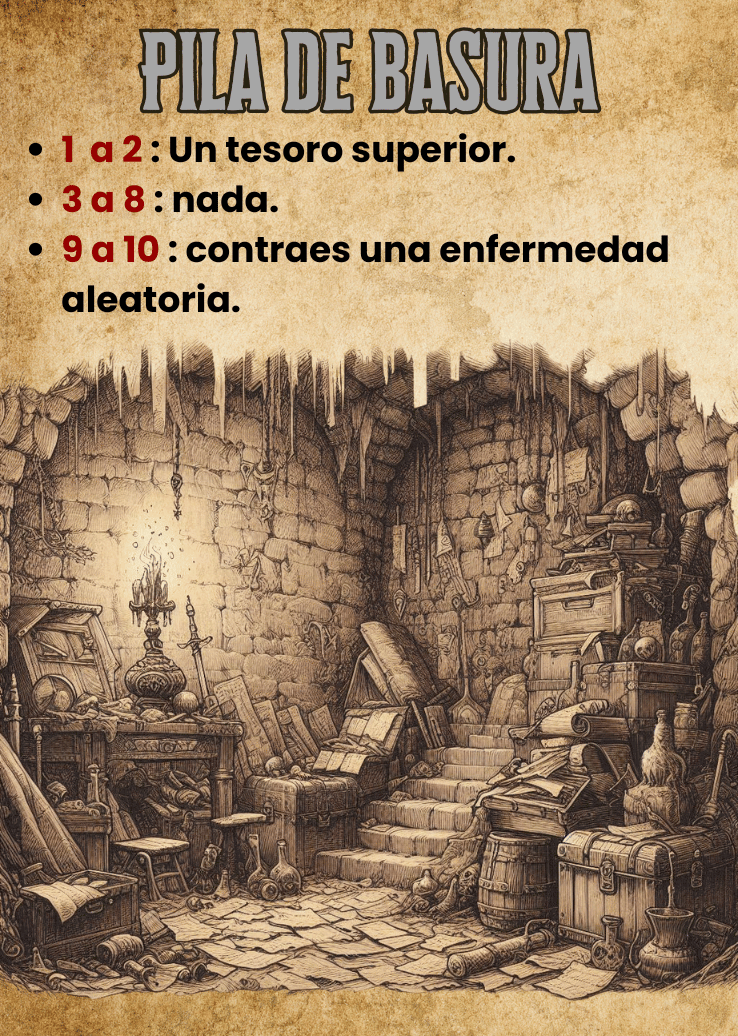 PILA DE BASURA
• 1 a 2 : Un tesoro superior.
• 3 a 8 : nada.
• 9 a 10 : contraes una enfermedad
aleatoria.